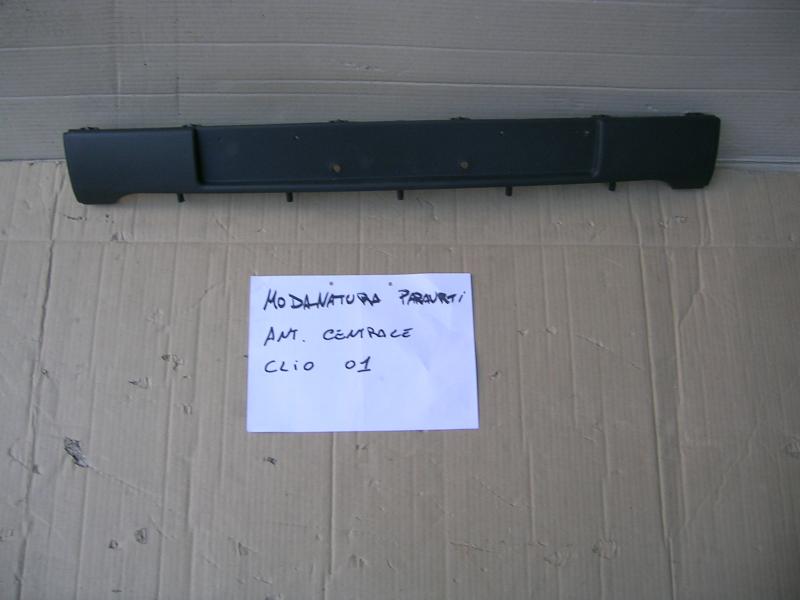 MODANATURA PARAURTI
ANT. CENTRALE
CLIO 01